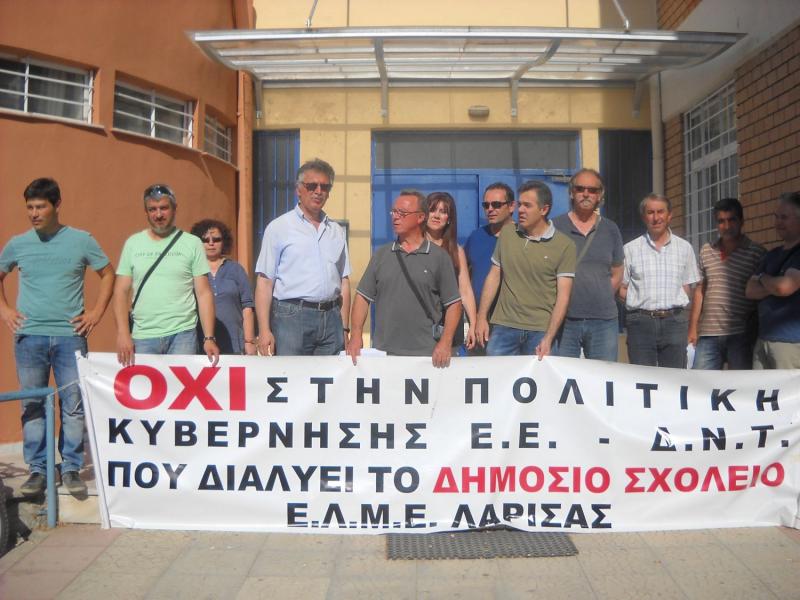 ΟΧΙ ΣΤΗΝ ΠΟΛΙΤΙΚΗ
ΚΥΒΕΡΝΗΣΗΣ Ε.Ε. - Δ.Ν.Τ.
ΠΟΥ ΔΙΑΛΥΕΙ ΤΟ ΔΗΜΟΣΙΟ ΣΧΟΛΕΙΟ
Ε.Λ.Μ.Ε. ΛΑΡΙΣΑΣ